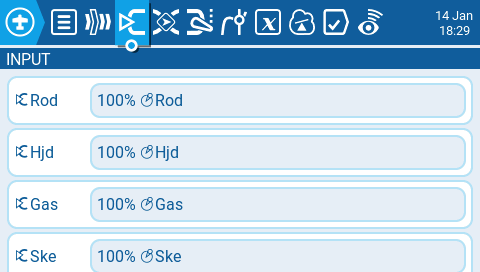 14 Jan
18:29
INPUT
Rod 100% Rod
Hjd 100% Hjd
Gas 100% Gas
Ske 100% Ske